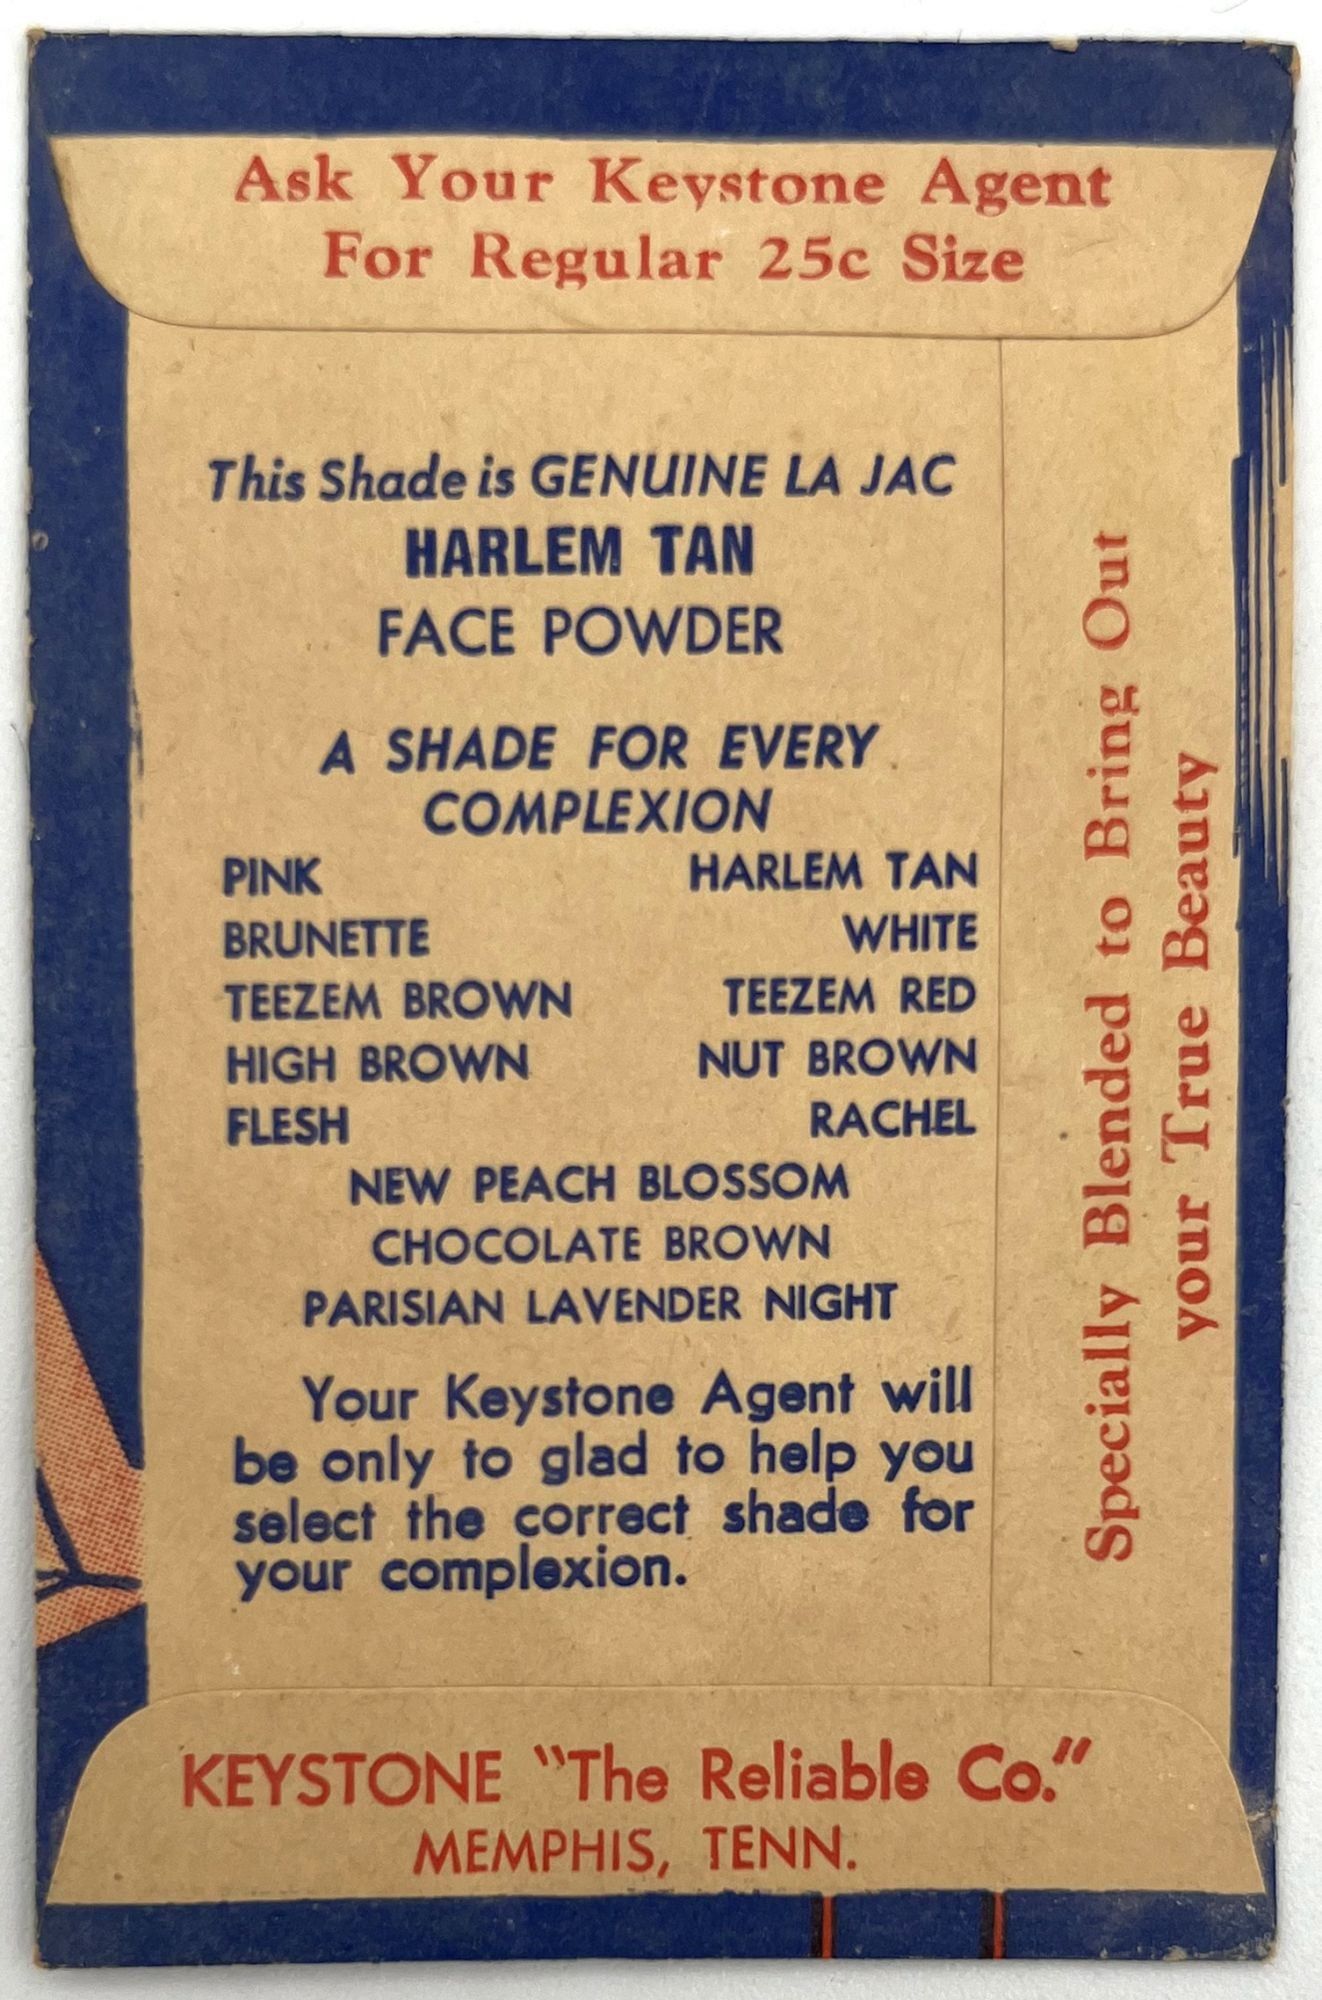 Ask Your Keystone Agent
For Regular 25c Size
This Shade is GENUINE LA JAC
HARLEM TAN
FACE POWDER
A SHADE FOR EVERY
COMPLEXION
PINK HARLEM TAN
BRUNETTE WHITE
TEEZEM BROWN TEEZEM RED
HIGH BROWN NUT BROWN
FLESH RACHEL
NEW PEACH BLOSSOM
CHOCOLATE BROWN
PARISIAN LAVENDER NIGHT
Your Keystone Agent will
be only to glad to help you
select the correct shade for
your complexion.
Specially Blended to Bring Out
your True Beauty
KEYSTONE "The Reliable Co."
MEMPHIS, TENN.